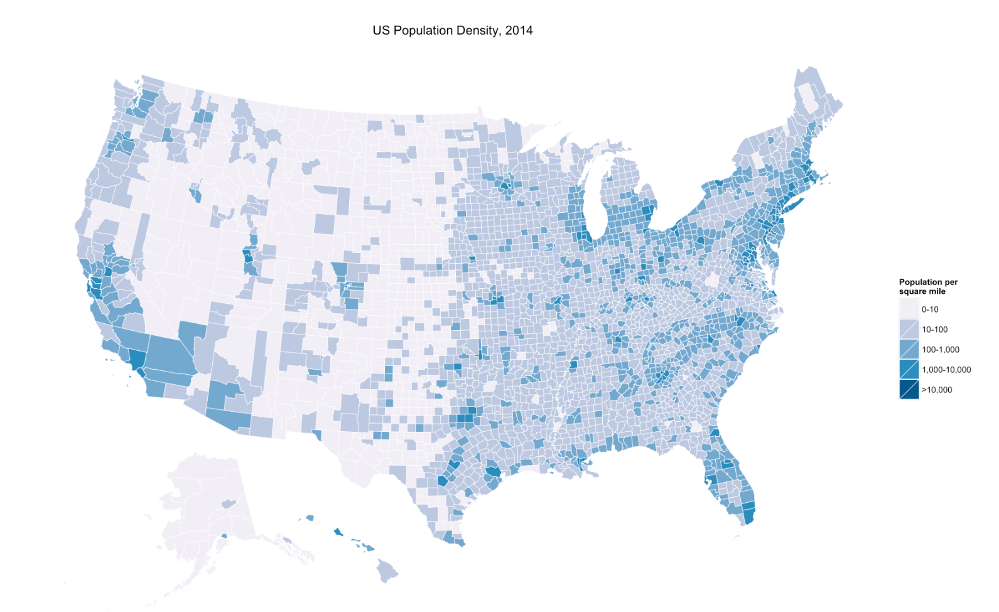 US Population Density, 2014
Population per
square mile
0-10
10-100
100-1,000
1,000-10,000
>10,000